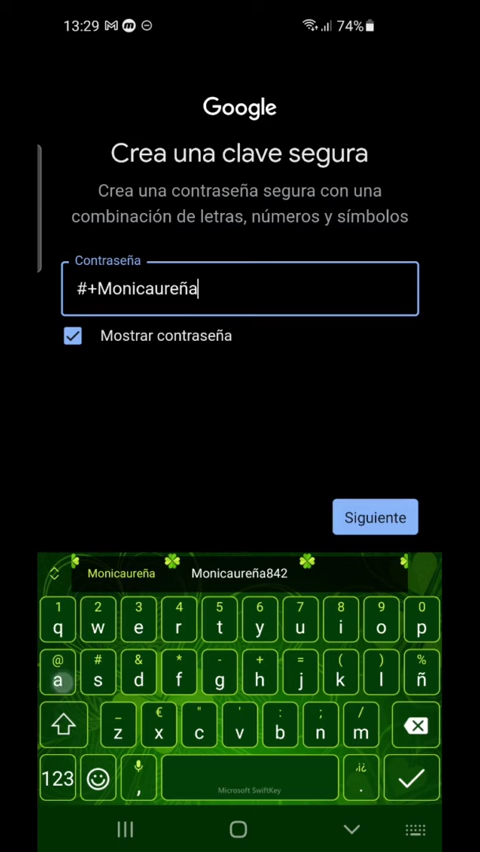 13:29 74%
Google
Crea una clave segura
Crea una contraseña segura con una
combinación de letras, números y símbolos
Contraseña
#+Monicaureña
Mostrar contraseña
Siguiente
Monicaureña Monicaureña842
1 2 3 4 5 6 7 8 9 0
q w e r t y u i o p
@ # & * - + = ( ) %
a s d f g h j k l ñ
_ € " ' : ; /
z x c v b n m
123 , Microsoft SwiftKey ,¡¿ .